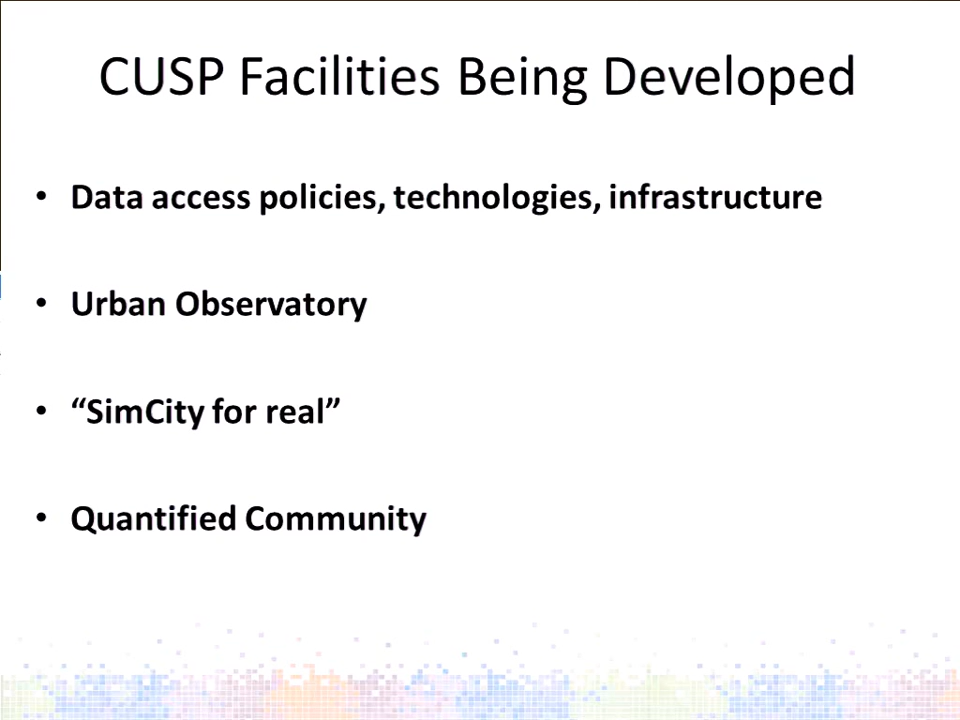 CUSP Facilities Being Developed
• Data access policies, technologies, infrastructure
• Urban Observatory
• “SimCity for real”
• Quantified Community